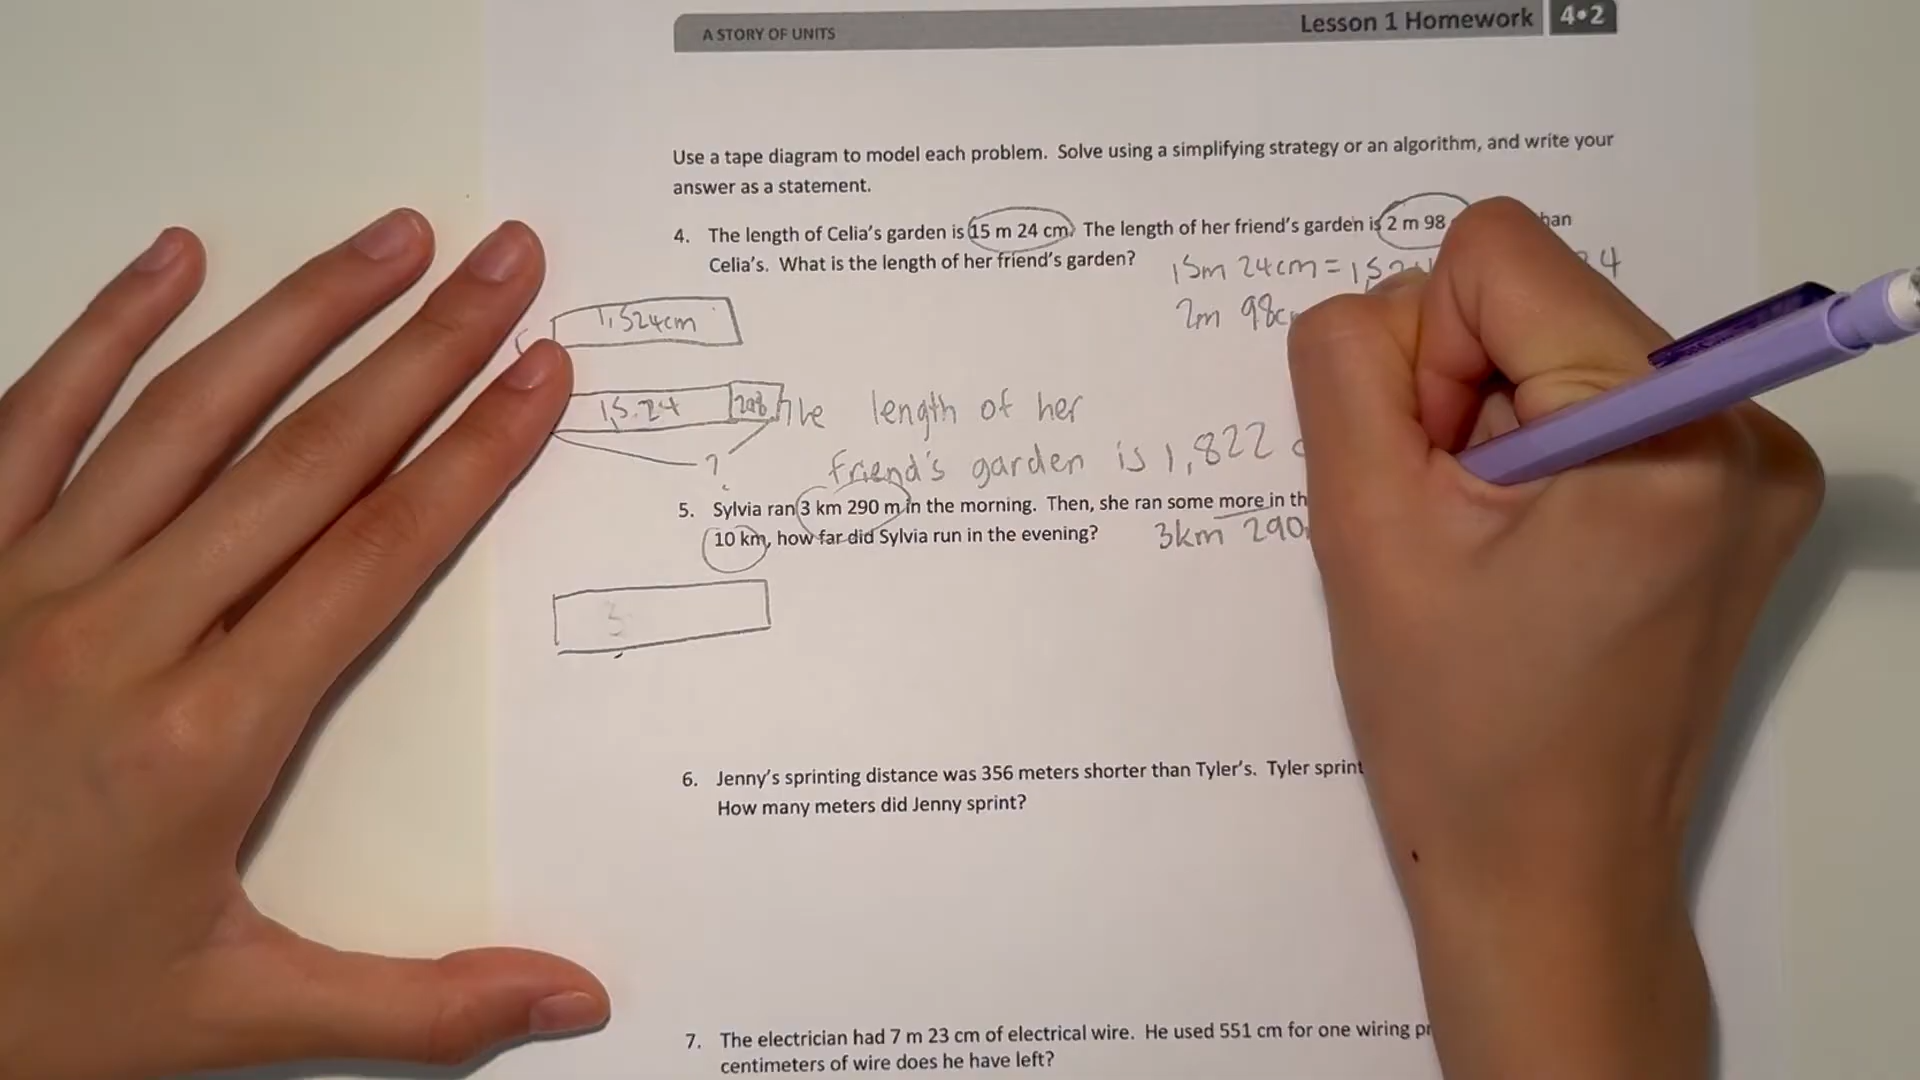 A STORY OF UNITS
Lesson 1 Homework 4•2
Use a tape diagram to model each problem. Solve using a simplifying strategy or an algorithm, and write your
answer as a statement.
4. The length of Celia's garden is 15 m 24 cm. The length of her friend's garden is 2 m 98
Celia's. What is the length of her friend's garden?
15m 24cm =
2m 98c
1,524cm
15.24 298
?
The length of her
friend's garden is 1,822
5. Sylvia ran 3 km 290 m in the morning. Then, she ran some more in
10 km, how far did Sylvia run in the evening?
3km 290
3
6. Jenny's sprinting distance was 356 meters shorter than Tyler's. Tyler
How many meters did Jenny sprint?
7. The electrician had 7 m 23 cm of electrical wire. He used 551 cm for one wiring
centimeters of wire does he have left?